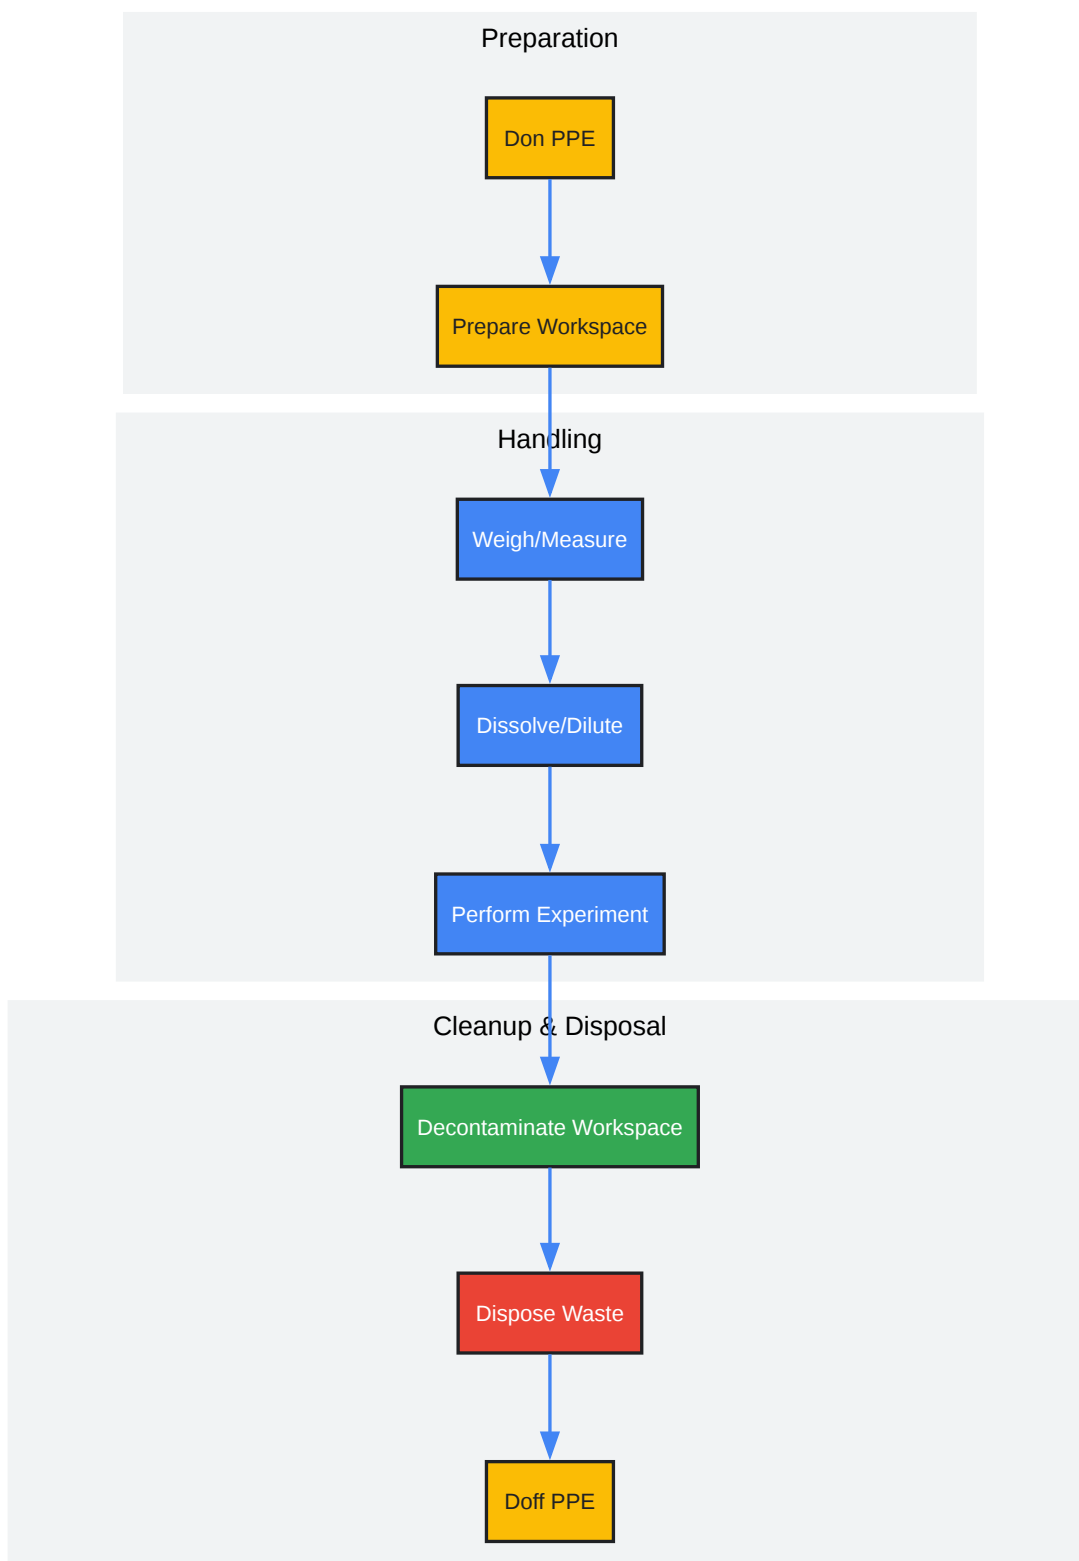 Preparation
Don PPE
Prepare Workspace
Handling
Weigh/Measure
Dissolve/Dilute
Perform Experiment
Cleanup & Disposal
Decontaminate Workspace
Dispose Waste
Doff PPE